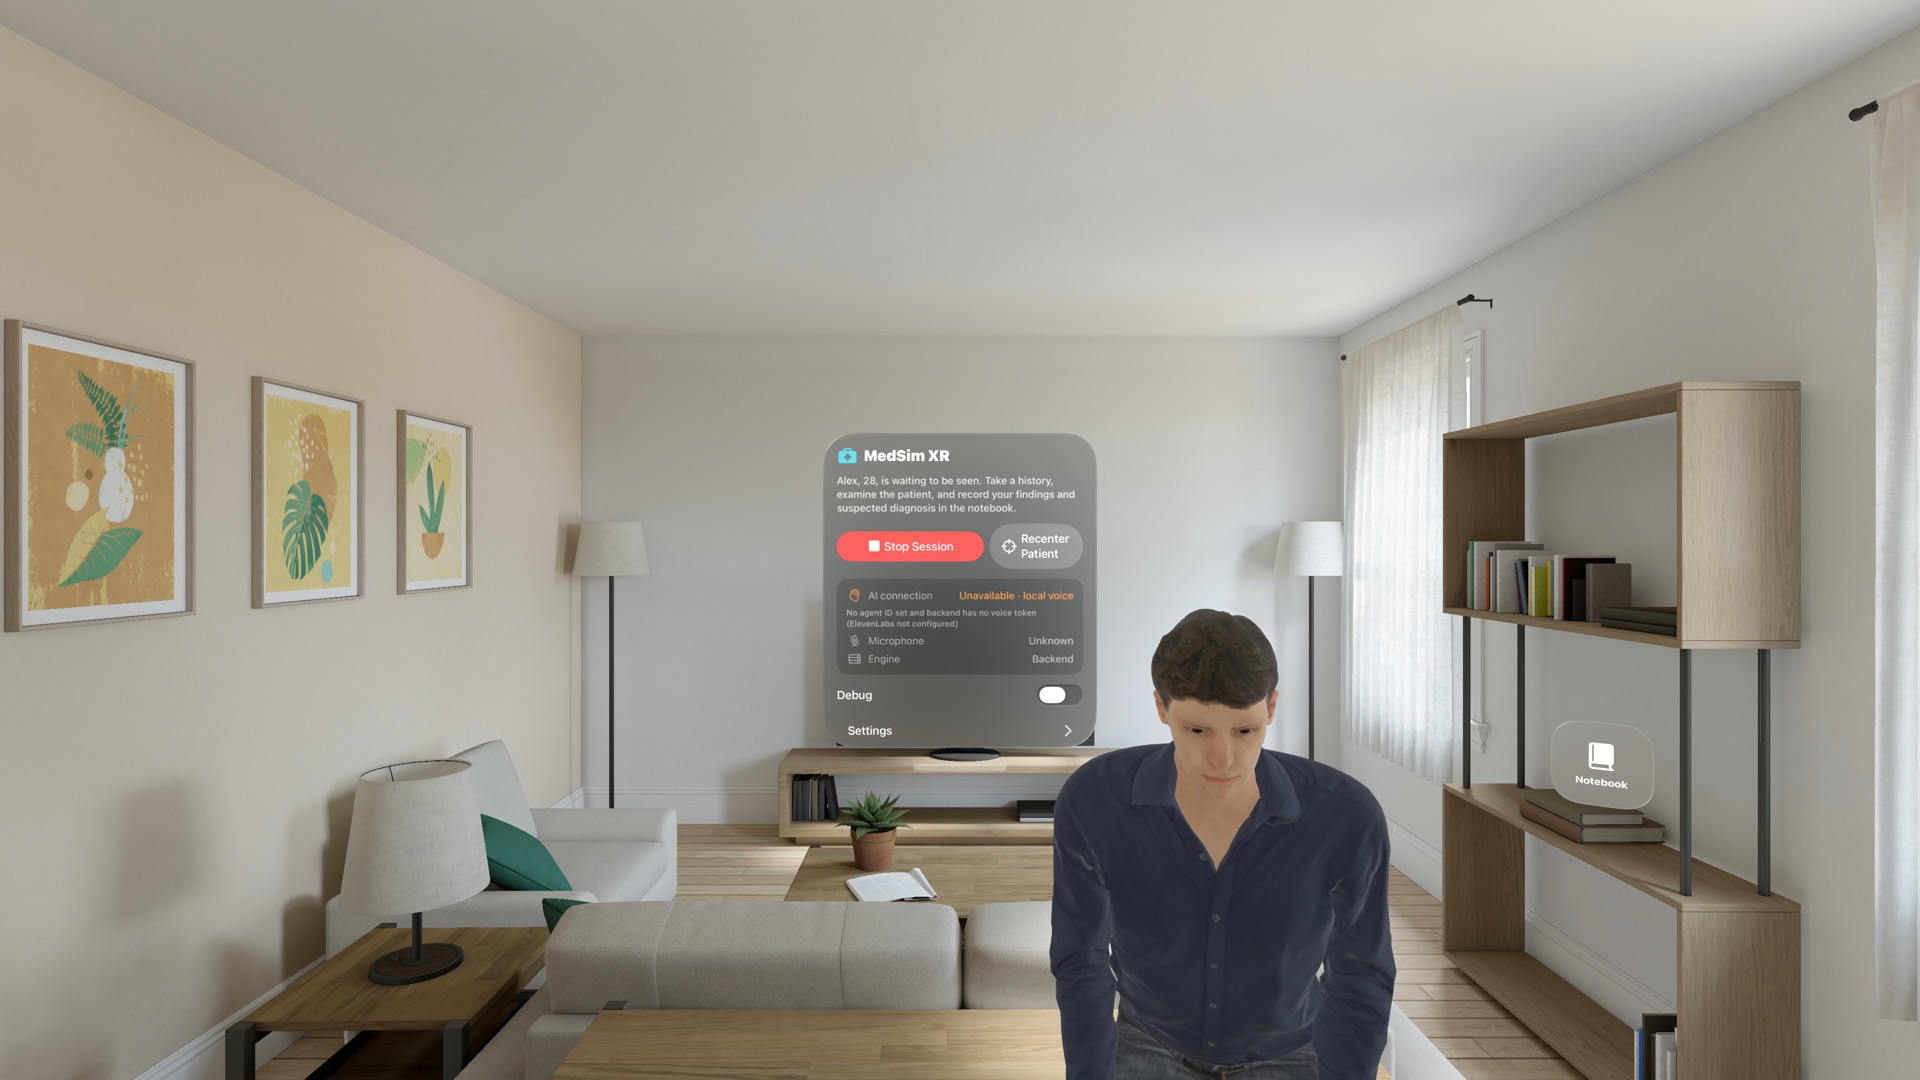 MedSim XR
Alex, 28, is waiting to be seen. Take a history,
examine the patient, and record your findings and
suspected diagnosis in the notebook.
Stop Session
Recenter
Patient
AI connection
Unavailable · local voice
No agent ID set and backend has no voice token
(ElevenLabs not configured)
Microphone
Unknown
Engine
Backend
Debug
Settings
Notebook